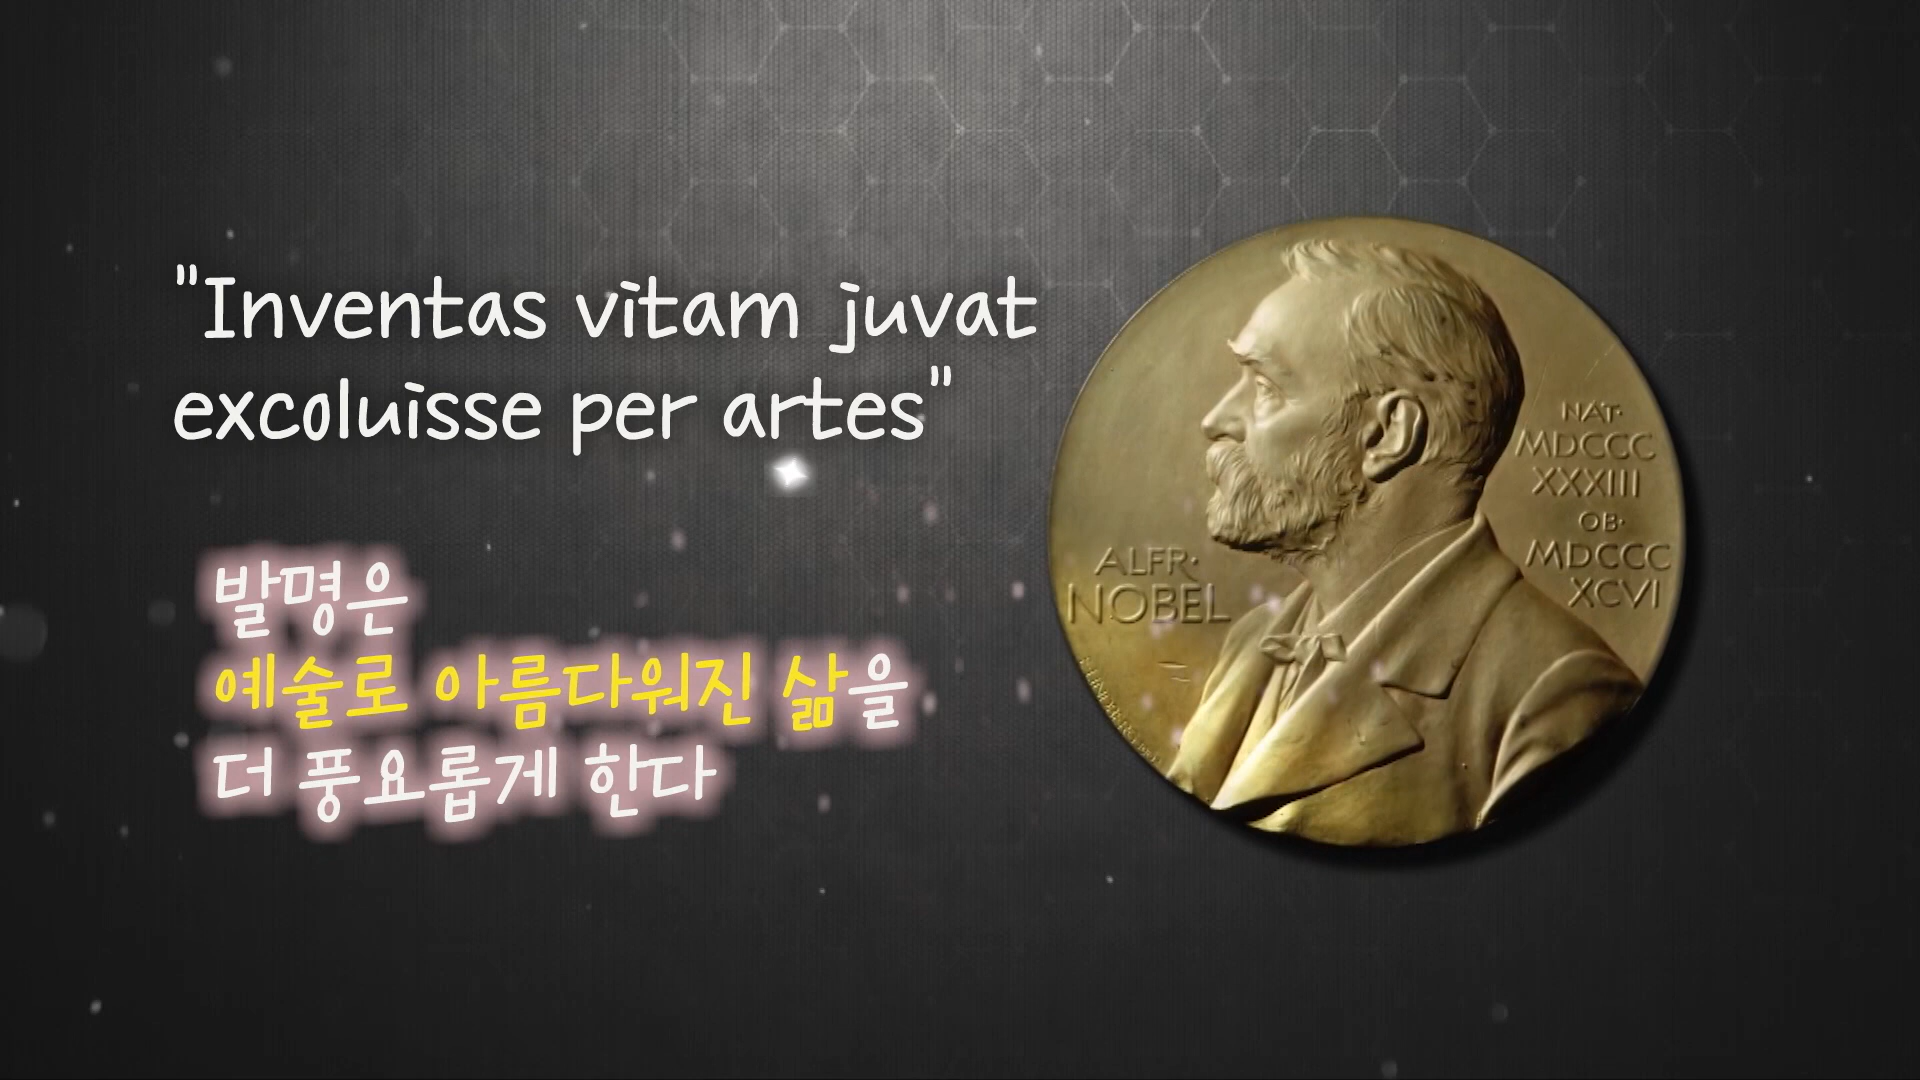 "Inventas vitam juvat
excoluisse per artes"
발명은
예술로 아름다워진 삶을
더 풍요롭게 한다
ALFR·
NOBEL
NAT·
MDCCC
XXXIII
OB·
MDCCC
XCVI